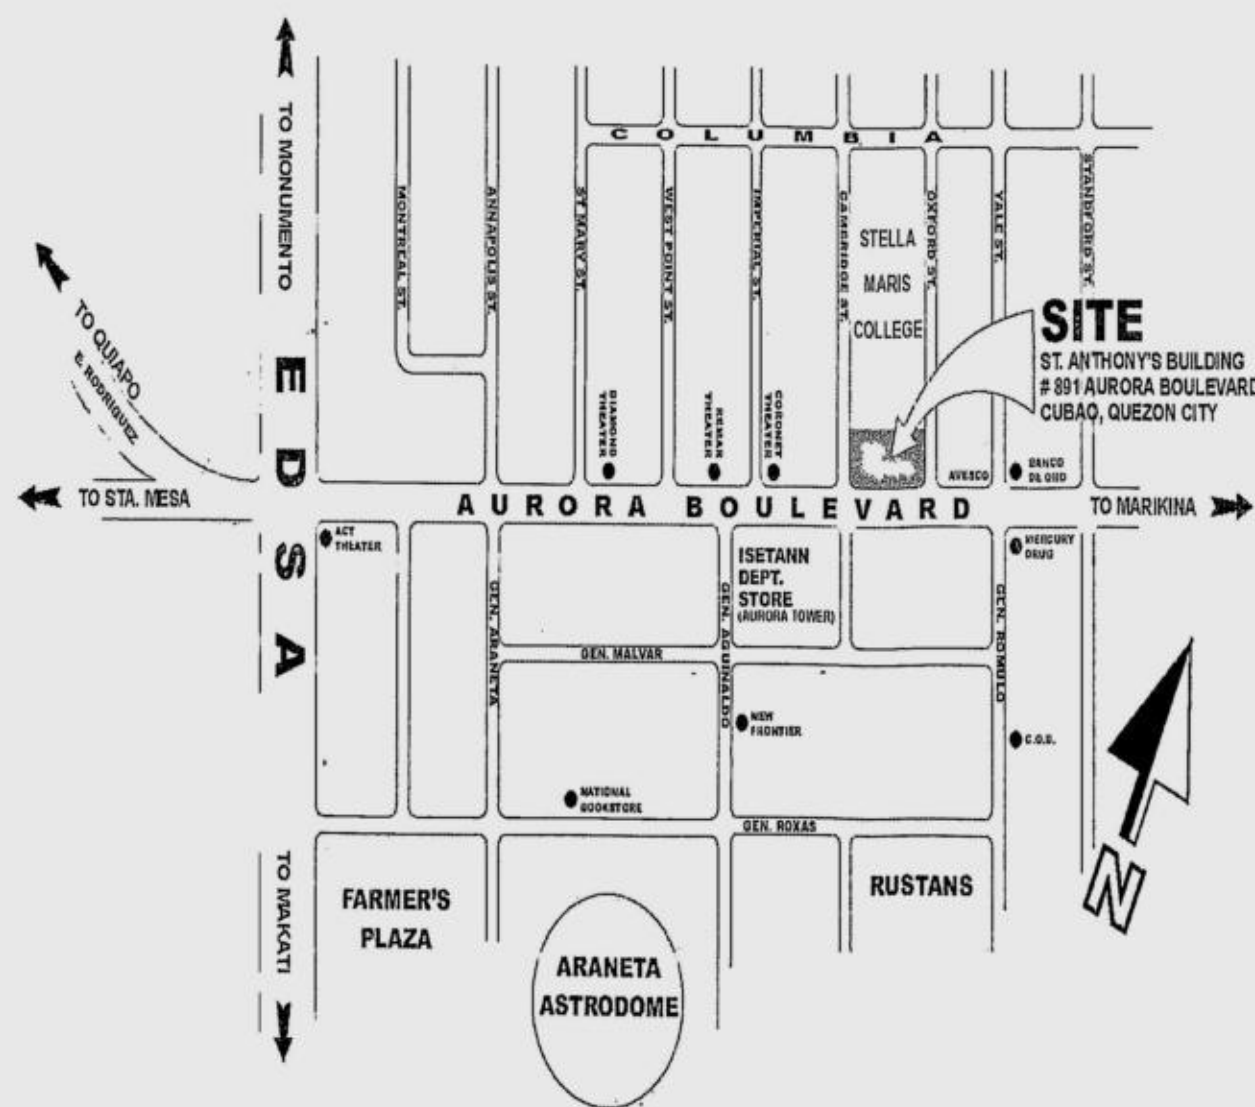 TO MONUMENTO
COLUMBIA
MONTREAL ST.
ANNAPOLIS ST.
ST MARY ST.
WEST POINT ST.
IMPERIAL ST.
CAMBRIDGE ST.
OXFORD ST.
YALE ST.
STANDFORD ST.
STELLA
MARIS
COLLEGE
SITE
ST. ANTHONY'S BUILDING
# 891 AURORA BOULEVARD
CUBAO, QUEZON CITY
TO QUIAPO
E. RODRIQUEZ
EDSA
DIAMOND
THEATER
REMAR
THEATER
CORONET
THEATER
AVESCO
BANCO
DE ORO
TO STA. MESA
AURORA BOULEVARD
TO MARIKINA
ACT
THEATER
ISETANN
DEPT.
STORE
(AURORA TOWER)
MERCURY
DRUG
GEN. ARANETA
GEN. AGUINALDO
GEN. ROMULO
GEN. MALVAR
NEW
FRONTIER
NATIONAL
BOOKSTORE
GEN. ROXAS
TO MAKATI
FARMER'S
PLAZA
ARANETA
ASTRODOME
RUSTANS
N